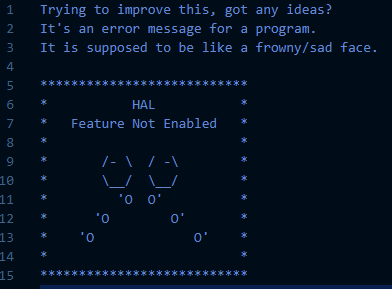 1 Trying to improve this, got any ideas?
2 It's an error message for a program.
3 It is supposed to be like a frowny/sad face.
4
5 ***************************
6 *           HAL           *
7 *   Feature Not Enabled   *
8 *                         *
9 *       /- \  / -\        *
10 *       \__/  \__/        *
11 *         'O  O'          *
12 *      'O        O'       *
13 *    'O             O'    *
14 *                         *
15 ***************************